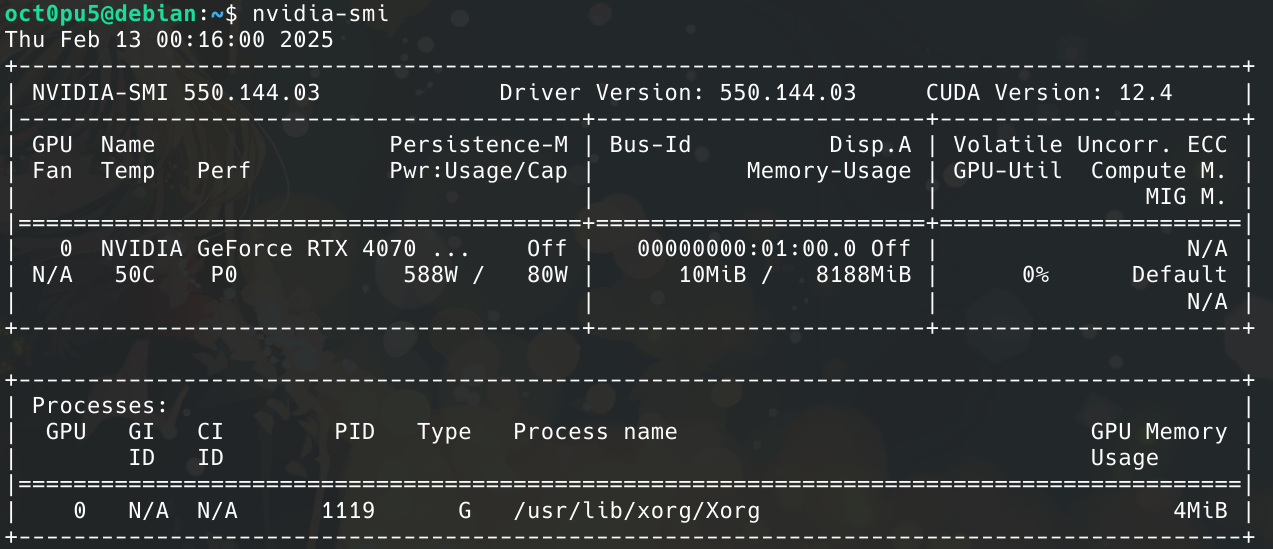 oct0pu5@debian:~$ nvidia-smi
Thu Feb 13 00:16:00 2025
+-----------------------------------------------------------------------------------------+
| NVIDIA-SMI 550.144.03             Driver Version: 550.144.03     CUDA Version: 12.4     |
|-----------------------------------------+------------------------+----------------------+
| GPU  Name                 Persistence-M | Bus-Id          Disp.A | Volatile Uncorr. ECC |
| Fan  Temp   Perf          Pwr:Usage/Cap |           Memory-Usage | GPU-Util  Compute M. |
|                                         |                        |               MIG M. |
|=========================================+========================+======================|
|   0  NVIDIA GeForce RTX 4070 ...    Off |   00000000:01:00.0 Off |                  N/A |
| N/A   50C    P0            588W /   80W |      10MiB /   8188MiB |      0%      Default |
|                                         |                        |                  N/A |
+-----------------------------------------+------------------------+----------------------+

+-----------------------------------------------------------------------------------------+
| Processes:                                                                              |
|  GPU   GI   CI        PID   Type   Process name                              GPU Memory |
|        ID   ID                                                               Usage      |
|=========================================================================================|
|    0   N/A  N/A      1119      G   /usr/lib/xorg/Xorg                              4MiB |
+-----------------------------------------------------------------------------------------+